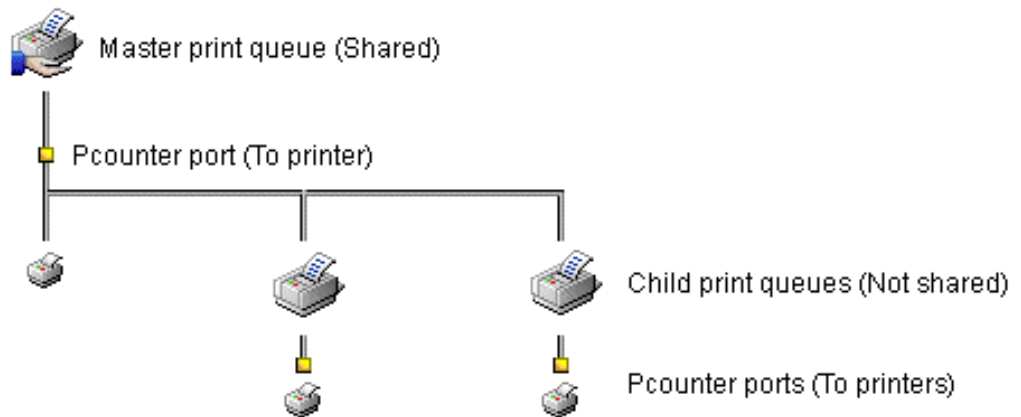 Master print queue (Shared)
Pcounter port (To printer)
Child print queues (Not shared)
Pcounter ports (To printers)